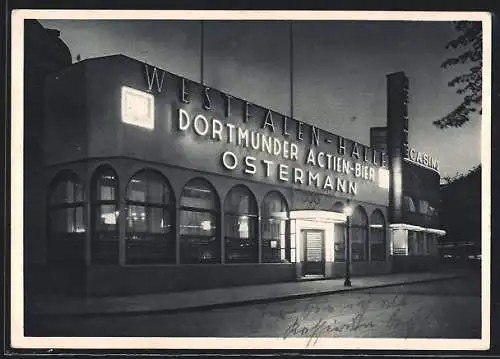 WESTFALEN-HALLE
DORTMUNDER ACTIEN-BIER
OSTERMANN
CASINO